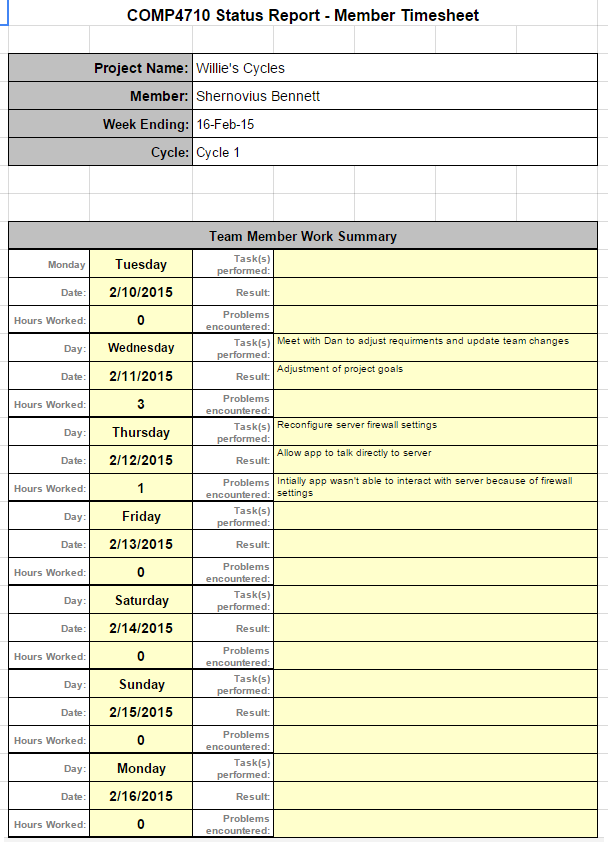 COMP4710 Status Report - Member Timesheet
Project Name: Willie's Cycles
Member: Shernovius Bennett
Week Ending: 16-Feb-15
Cycle: Cycle 1
Team Member Work Summary
Monday Tuesday Task(s) performed:
Date: 2/10/2015 Result:
Hours Worked: 0 Problems encountered:
Day: Wednesday Task(s) performed: Meet with Dan to adjust requirments and update team changes
Date: 2/11/2015 Result: Adjustment of project goals
Hours Worked: 3 Problems encountered:
Day: Thursday Task(s) performed: Reconfigure server firewall settings
Date: 2/12/2015 Result: Allow app to talk directly to server
Hours Worked: 1 Problems encountered: Intially app wasn't able to interact with server because of firewall settings
Day: Friday Task(s) performed:
Date: 2/13/2015 Result:
Hours Worked: 0 Problems encountered:
Day: Saturday Task(s) performed:
Date: 2/14/2015 Result:
Hours Worked: 0 Problems encountered:
Day: Sunday Task(s) performed:
Date: 2/15/2015 Result:
Hours Worked: 0 Problems encountered:
Day: Monday Task(s) performed:
Date: 2/16/2015 Result:
Hours Worked: 0 Problems encountered: